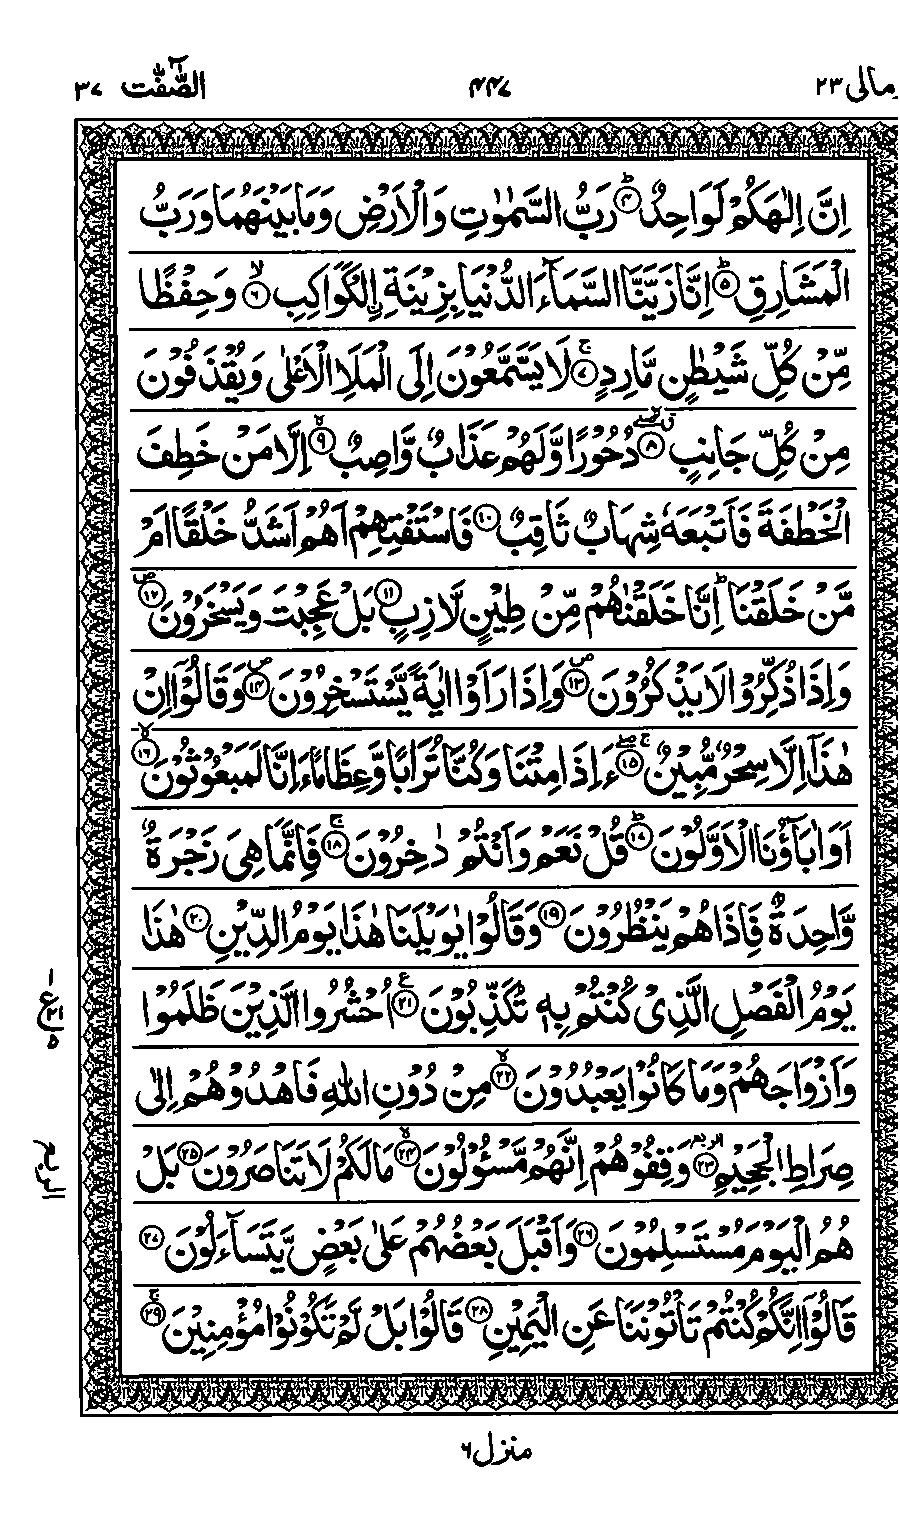 ومالی ۲۳ ۴۴۷ الصّٰٓفّٰت ۳۷
اِنَّ اِلٰهَكُمْ لَوَاحِدٌ ؕ﴿۴﴾ رَبُّ السَّمٰوٰتِ وَالْاَرْضِ وَمَا بَيْنَهُمَا وَرَبُّ
الْمَشَارِقِ ؕ﴿۵﴾ اِنَّا زَيَّنَّا السَّمَآءَ الدُّنْيَا بِزِيْنَةِ ۨالْكَوَاكِبِ ۙ﴿۶﴾ وَحِفْظًا
مِّنْ كُلِّ شَيْطٰنٍ مَّارِدٍ ۚ﴿۷﴾ لَا يَسَّمَّعُوْنَ اِلَى الْمَلَاِ الْاَعْلٰى وَيُقْذَفُوْنَ
مِنْ كُلِّ جَانِبٍ ۖ﴿۸﴾ دُحُوْرًا وَّلَهُمْ عَذَابٌ وَّاصِبٌ ۙ﴿۹﴾ اِلَّا مَنْ خَطِفَ
الْخَطْفَةَ فَاَتْبَعَهٗ شِهَابٌ ثَاقِبٌ ﴿۱۰﴾ فَاسْتَفْتِهِمْ اَهُمْ اَشَدُّ خَلْقًا اَمْ
مَّنْ خَلَقْنَا ؕ اِنَّا خَلَقْنٰهُمْ مِّنْ طِيْنٍ لَّازِبٍ ﴿۱۱﴾ بَلْ عَجِبْتَ وَيَسْخَرُوْنَ ۪﴿۱۲﴾
وَاِذَا ذُكِّرُوْا لَا يَذْكُرُوْنَ ۪﴿۱۳﴾ وَاِذَا رَاَوْا اٰيَةً يَّسْتَسْخِرُوْنَ ۪﴿۱۴﴾ وَقَالُوْٓا اِنْ
هٰذَآ اِلَّا سِحْرٌ مُّبِيْنٌ ۚۖ﴿۱۵﴾ ءَاِذَا مِتْنَا وَكُنَّا تُرَابًا وَّعِظَامًا ءَاِنَّا لَمَبْعُوْثُوْنَ ۙ﴿۱۶﴾
اَوَاٰبَآؤُنَا الْاَوَّلُوْنَ ؕ﴿۱۷﴾ قُلْ نَعَمْ وَاَنْتُمْ دٰخِرُوْنَ ۚ﴿۱۸﴾ فَاِنَّمَا هِيَ زَجْرَةٌ
وَّاحِدَةٌ فَاِذَا هُمْ يَنْظُرُوْنَ ﴿۱۹﴾ وَقَالُوْا يٰوَيْلَنَا هٰذَا يَوْمُ الدِّيْنِ ﴿۲۰﴾ هٰذَا
يَوْمُ الْفَصْلِ الَّذِيْ كُنْتُمْ بِهٖ تُكَذِّبُوْنَ ﴿۲۱﴾ اُحْشُرُوا الَّذِيْنَ ظَلَمُوْا
وَاَزْوَاجَهُمْ وَمَا كَانُوْا يَعْبُدُوْنَ ۙ﴿۲۲﴾ مِنْ دُوْنِ اللّٰهِ فَاهْدُوْهُمْ اِلٰى
صِرَاطِ الْجَحِيْمِ ﴿۲۳﴾ وَقِفُوْهُمْ اِنَّهُمْ مَّسْـُٔوْلُوْنَ ۙ﴿۲۴﴾ مَا لَكُمْ لَا تَنَاصَرُوْنَ ﴿۲۵﴾ بَلْ
هُمُ الْيَوْمَ مُسْتَسْلِمُوْنَ ﴿۲۶﴾ وَاَقْبَلَ بَعْضُهُمْ عَلٰى بَعْضٍ يَّتَسَآءَلُوْنَ ﴿۲۷﴾
قَالُوْٓا اِنَّكُمْ كُنْتُمْ تَاْتُوْنَنَا عَنِ الْيَمِيْنِ ﴿۲۸﴾ قَالُوْا بَلْ لَّمْ تَكُوْنُوْا مُؤْمِنِيْنَ ۚ﴿۲۹﴾
۱
ع ۲۱
۵
الربع
منزل ۶